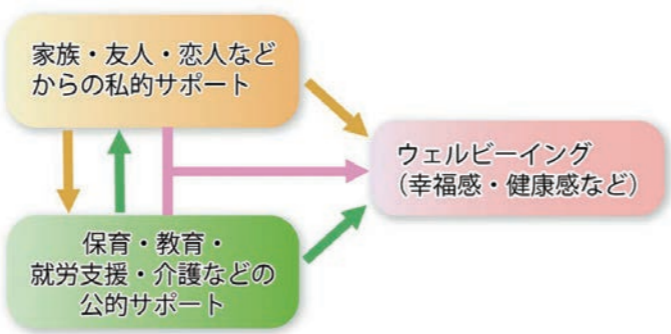 家族・友人・恋人など
からの私的サポート
ウェルビーイング
（幸福感・健康感など）
保育・教育・
就労支援・介護などの
公的サポート